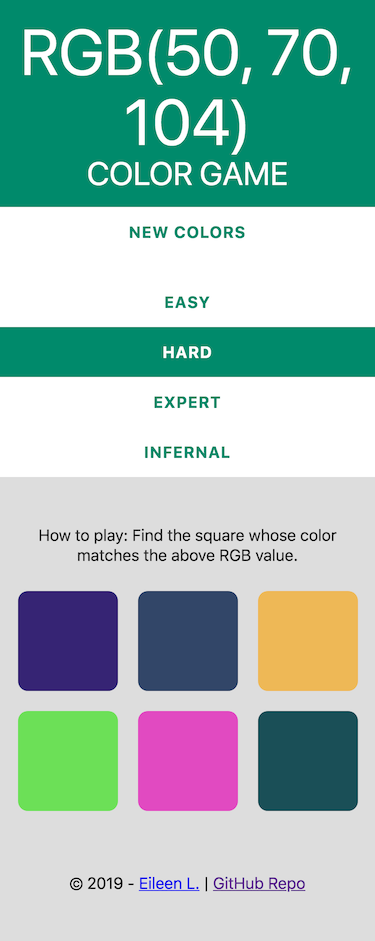 RGB(50, 70,
104)
COLOR GAME
NEW COLORS
EASY
HARD
EXPERT
INFERNAL
How to play: Find the square whose color
matches the above RGB value.
© 2019 - Eileen L. | GitHub Repo